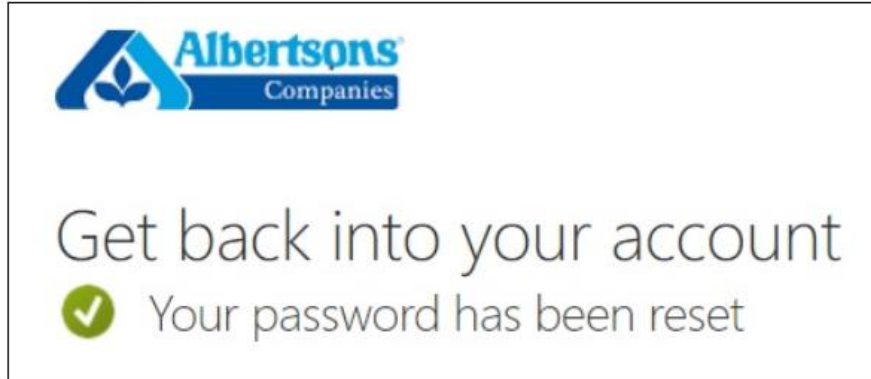 Albertsons
Companies
Get back into your account
Your password has been reset